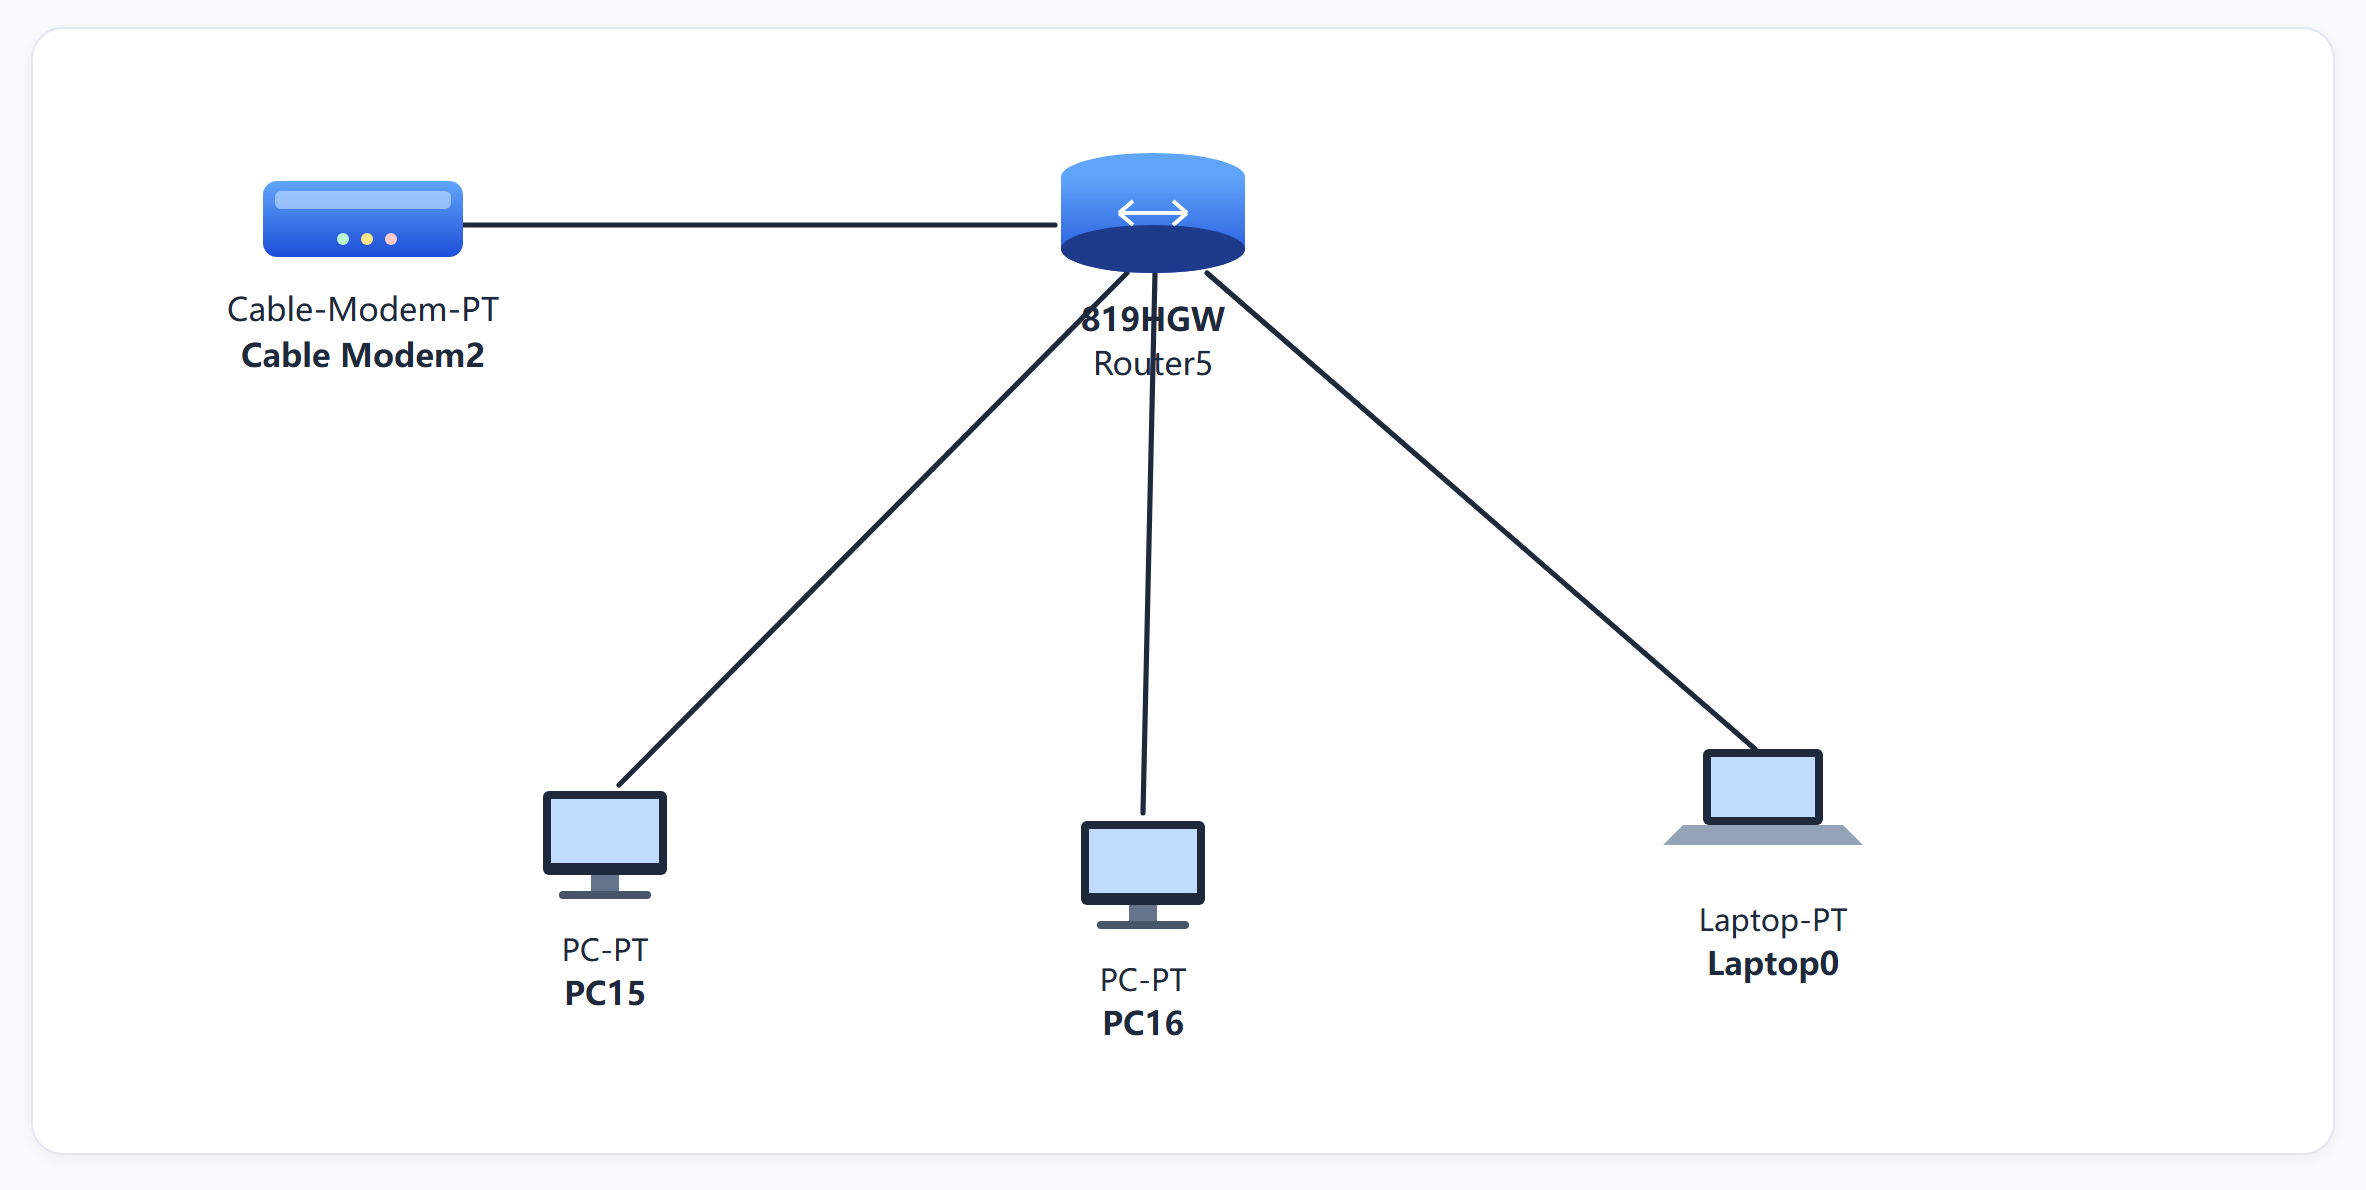 Cable-Modem-PT
Cable Modem2
819HGW
Router5
PC-PT
PC15
PC-PT
PC16
Laptop-PT
Laptop0